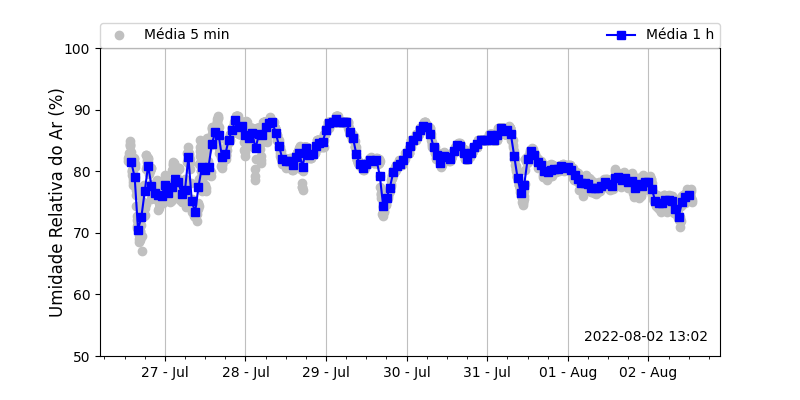 Média 5 min
Média 1 h
Umidade Relativa do Ar (%)
100
90
80
70
60
50
2022-08-02 13:02
27 - Jul
28 - Jul
29 - Jul
30 - Jul
31 - Jul
01 - Aug
02 - Aug